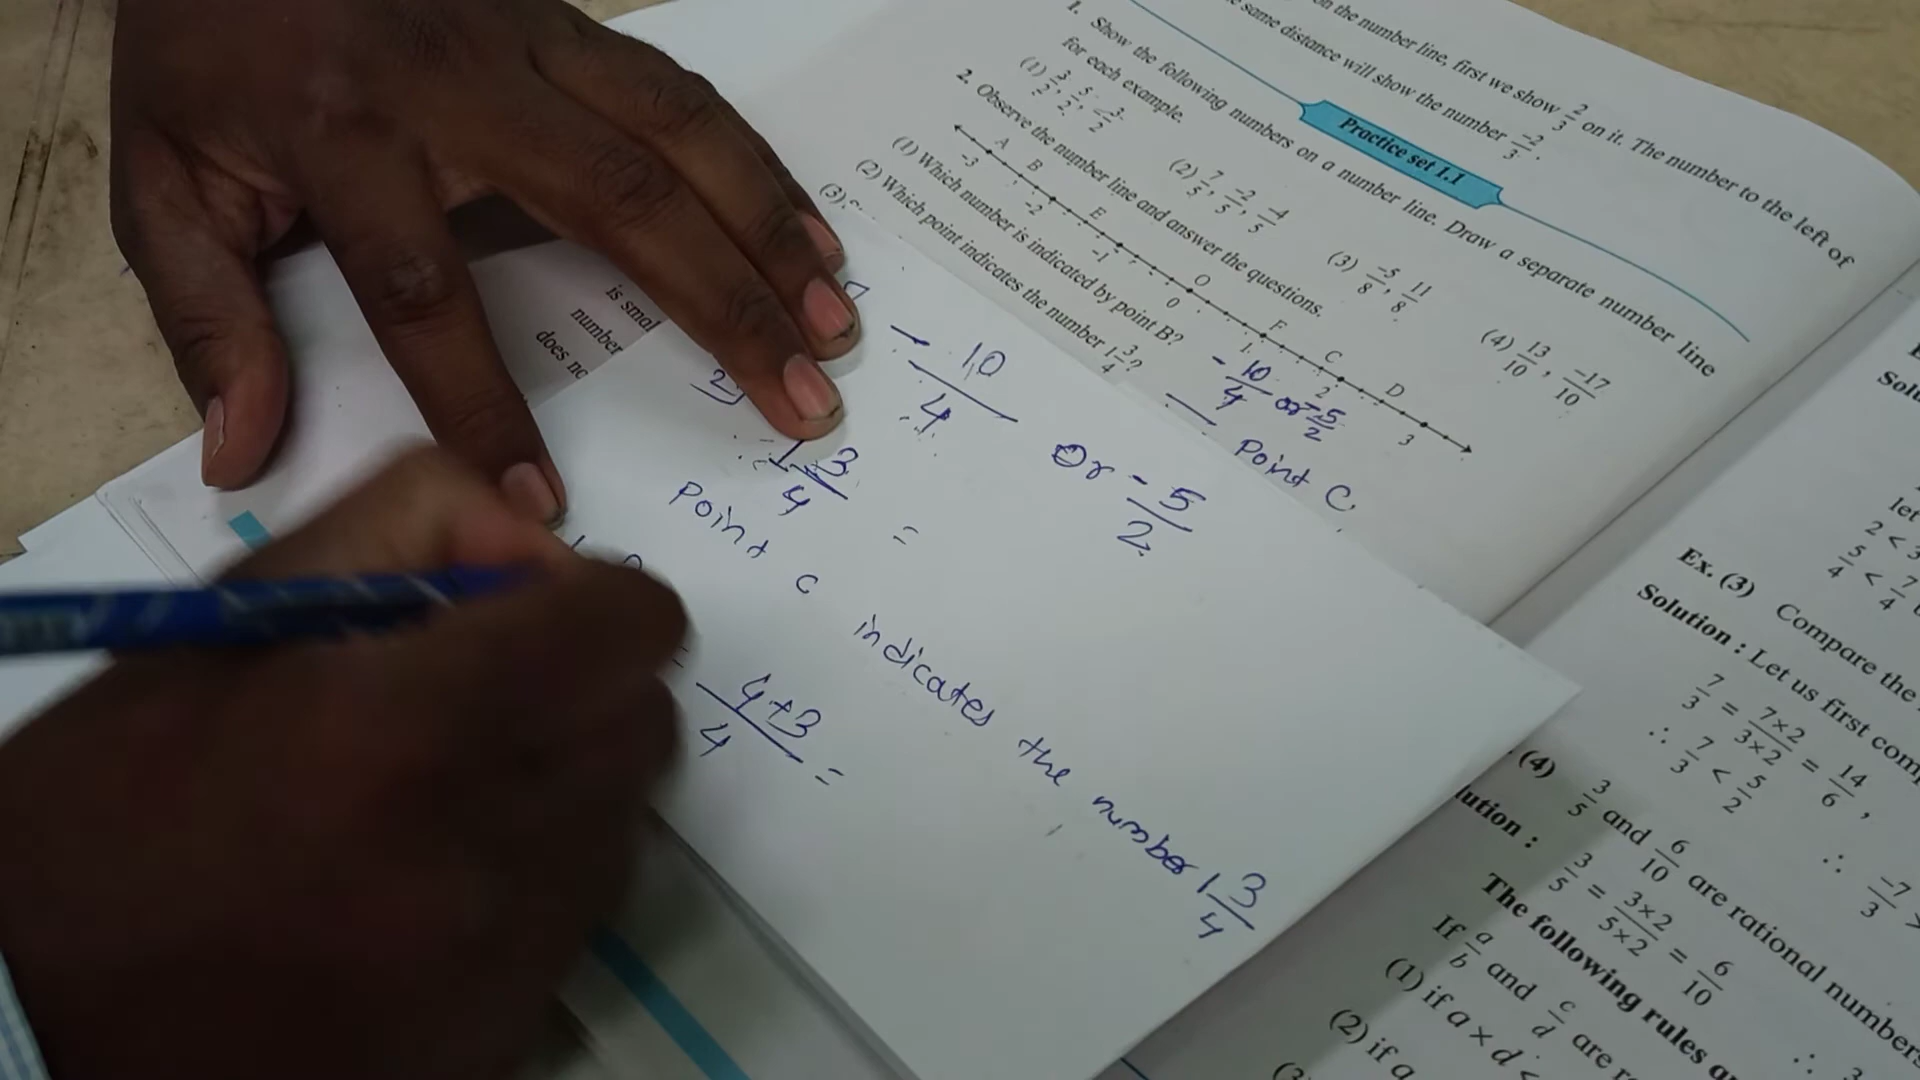 on the number line, first we show 2/3 on it. The number to the left of
same distance will show the number -2/3.
Practice set 1.1
1. Show the following numbers on a number line. Draw a separate number line
for each example.
(1) 3/2, 5/2, -3/2 (2) 7/5, -2/5, -4/5 (3) -5/8, 11/8 (4) 13/10, -17/10
2. Observe the number line and answer the questions.
A B E O F C D
-3 -2 -1 0 1 2 3
(1) Which number is indicated by point B? -10/4 or -5/2
(2) Which point indicates the number 1 3/4? Point C
(3)
is smal
number
does no
-10/4 or -5/2
1 3/4 =
Point C indicates the number 1 3/4
= 4+3/4 =
Solu
let
2 < 3
5/4 < 7/4
Ex. (3) Compare the
Solution : Let us first com
7/3 = 7×2/3×2 = 14/6 ,
∴ 7/3 < 5/2
∴ -7/3 >
(4) 3/5 and 6/10 are rational numbers
lution : 3/5 = 3×2/5×2 = 6/10 ∴
The following rules a
If a/b and c/d are r
(1) if a × d <
(2) if a
(3)